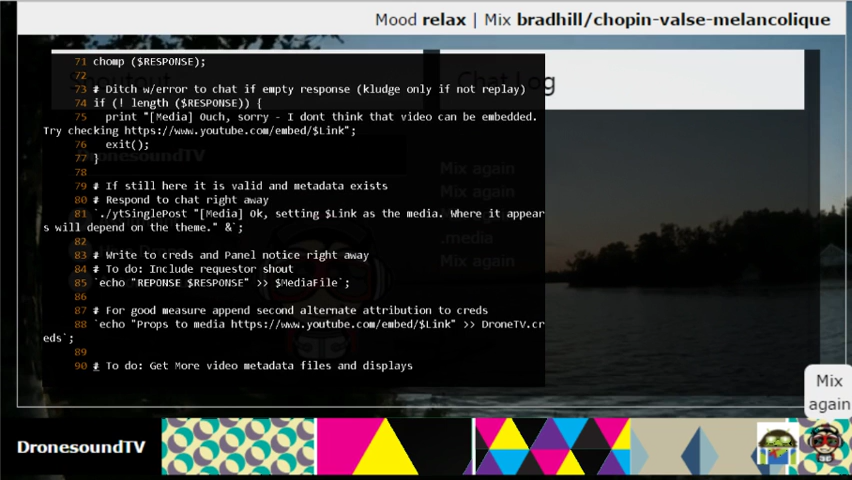 Mood relax | Mix bradhill/chopin-valse-melancolique
Shoutout
Chat Log
71 chomp ($RESPONSE);
72
73 # Ditch w/error to chat if empty response (kludge only if not replay)
74 if (! length ($RESPONSE)) {
75   print "[Media] Ouch, sorry - I dont think that video can be embedded.
Try checking https://www.youtube.com/embed/$Link";
76   exit();
77 }
78
79 # If still here it is valid and metadata exists
80 # Respond to chat right away
81 `./ytSinglePost "[Media] Ok, setting $Link as the media. Where it appear
s will depend on the theme." &`;
82
83 # Write to creds and Panel notice right away
84 # To do: Include requestor shout
85 `echo "REPONSE $RESPONSE" >> $MediaFile`;
86
87 # For good measure append second alternate attribution to creds
88 `echo "Props to media https://www.youtube.com/embed/$Link" >> DroneTV.cr
eds`;
89
90 # To do: Get More video metadata files and displays
Mix again
Mix again
.media
Mix again
Mix
again
DronesoundTV